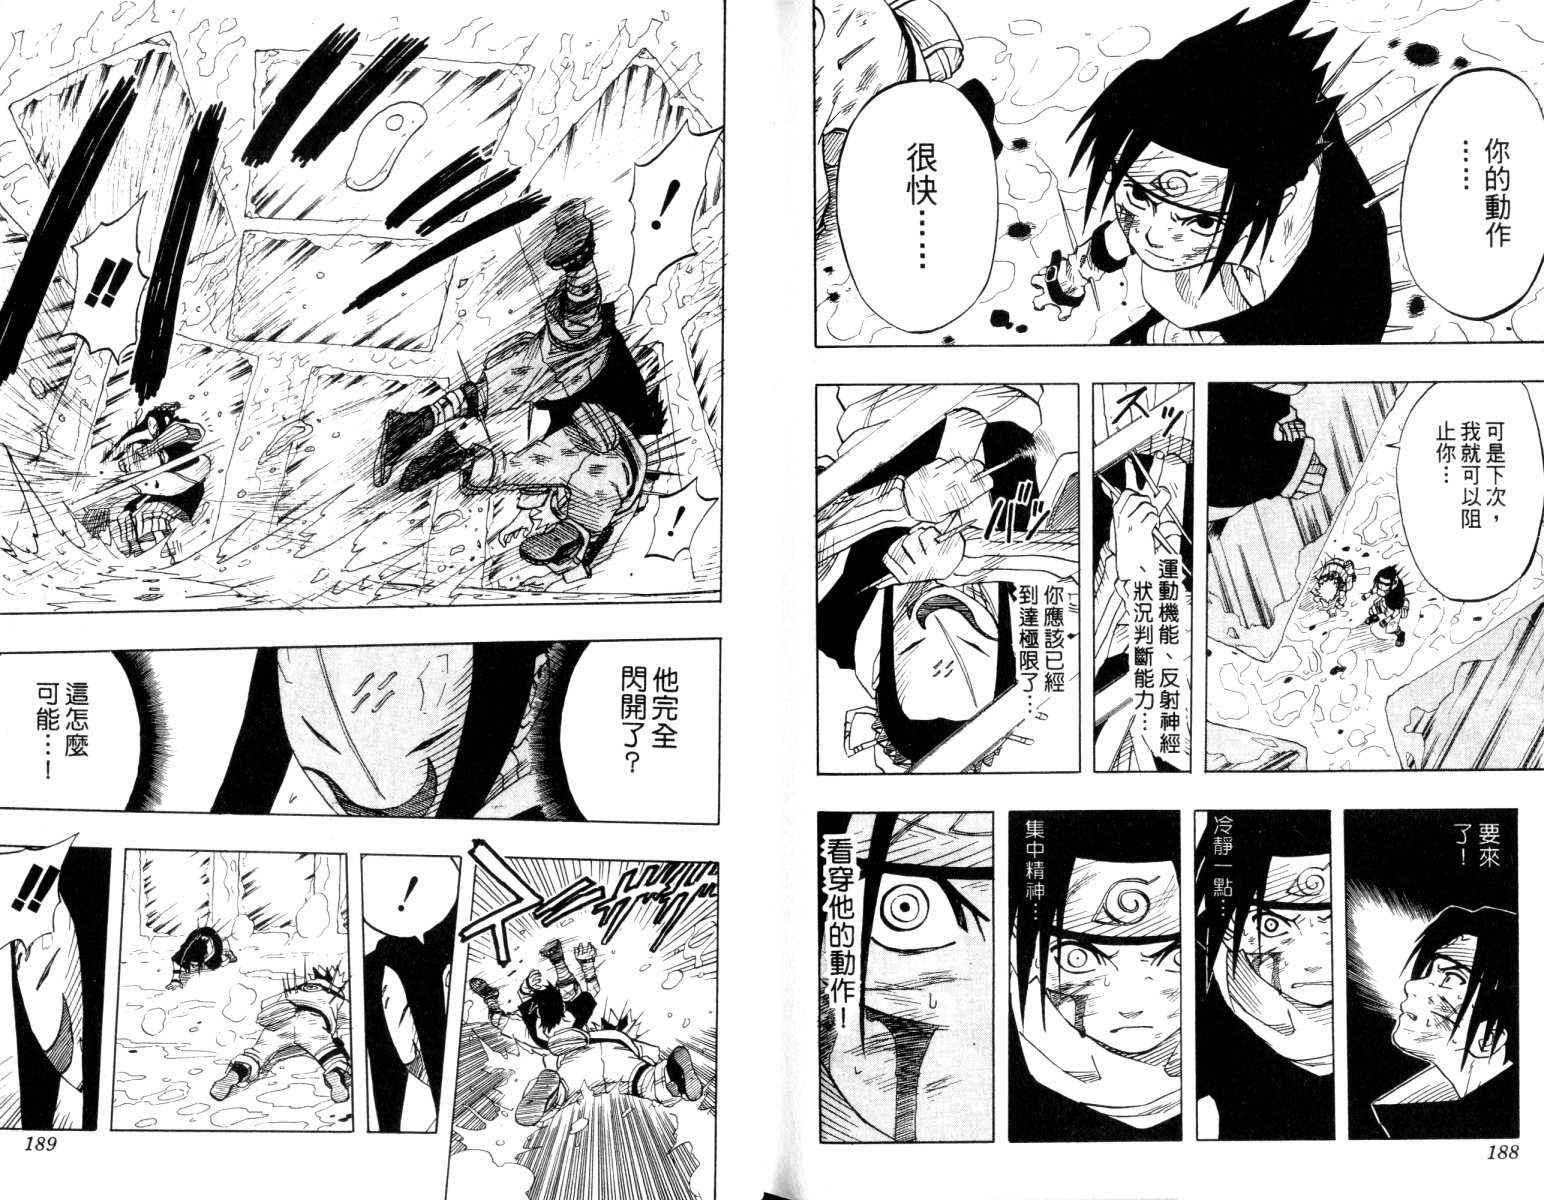 你的動作
……
很快……
可是下次，
我就可以阻
止你…
運動機能、反射神經
、狀況判斷能力…
你應該已經
到達極限了…
要來
了！
冷靜一點…
集中精神…
看穿他的動作！
188
！
！！
！
他完全
閃開了？
這怎麼
可能…！
！
！！
189